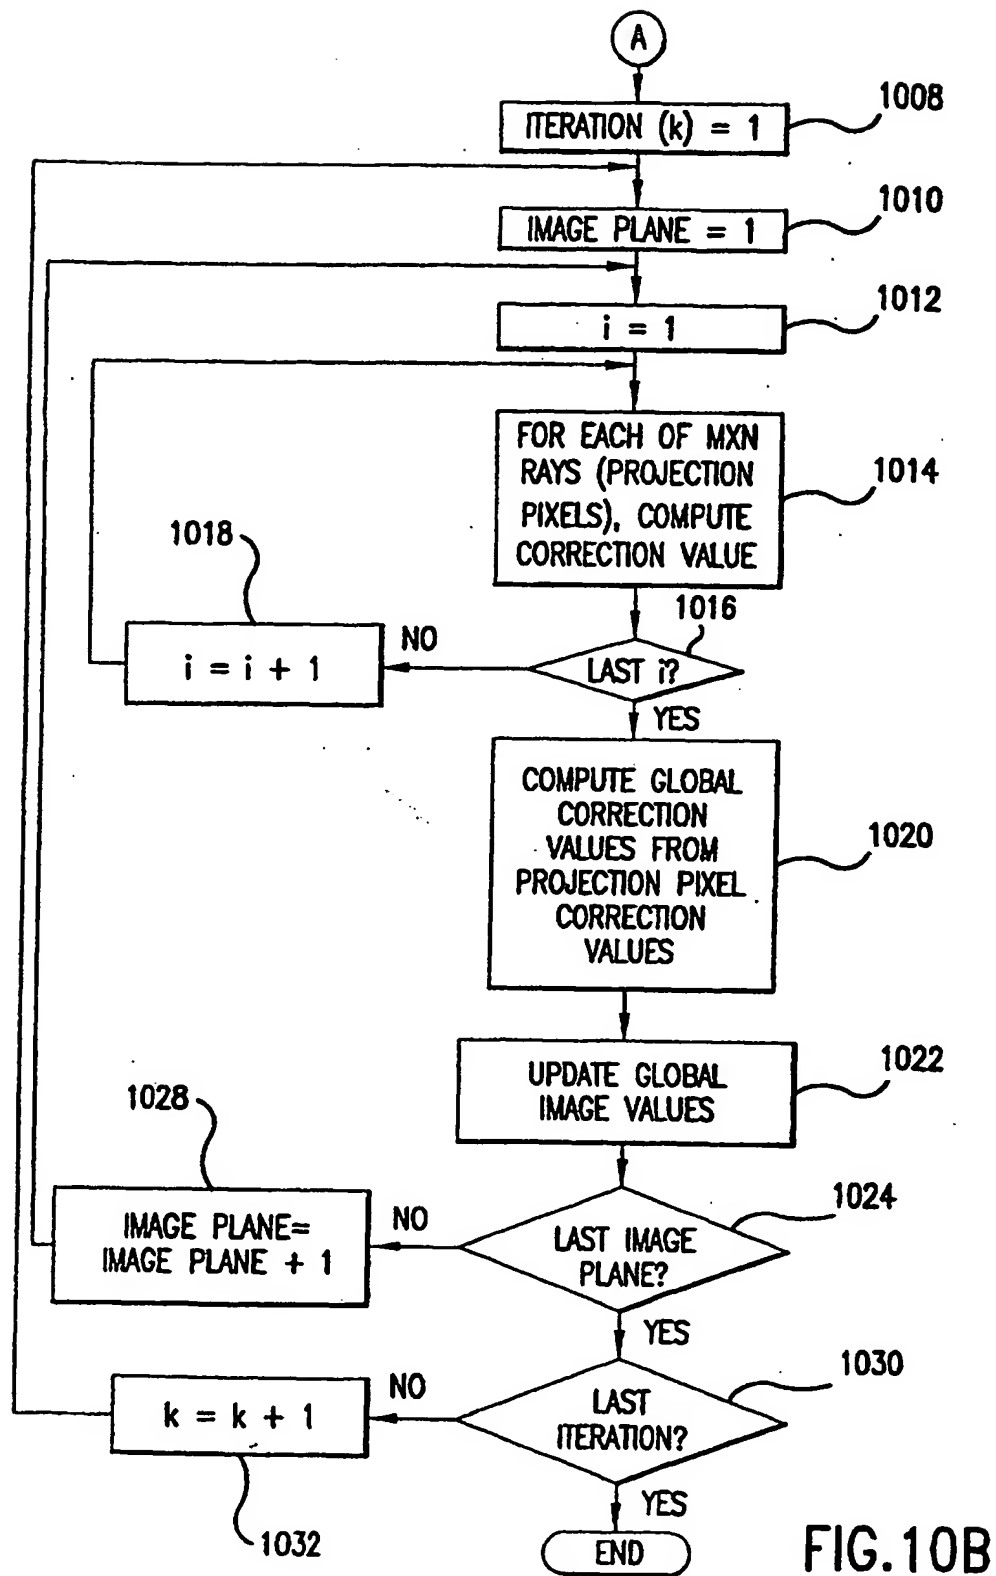 A
ITERATION (k) = 1
1008
IMAGE PLANE = 1
1010
i = 1
1012
FOR EACH OF MXN
RAYS (PROJECTION
PIXELS), COMPUTE
CORRECTION VALUE
1014
1016
LAST i?
NO
1018
i = i + 1
YES
COMPUTE GLOBAL
CORRECTION
VALUES FROM
PROJECTION PIXEL
CORRECTION
VALUES
1020
UPDATE GLOBAL
IMAGE VALUES
1022
LAST IMAGE
PLANE?
1024
NO
1028
IMAGE PLANE=
IMAGE PLANE + 1
YES
LAST
ITERATION?
1030
NO
k = k + 1
1032
YES
END
FIG.10B